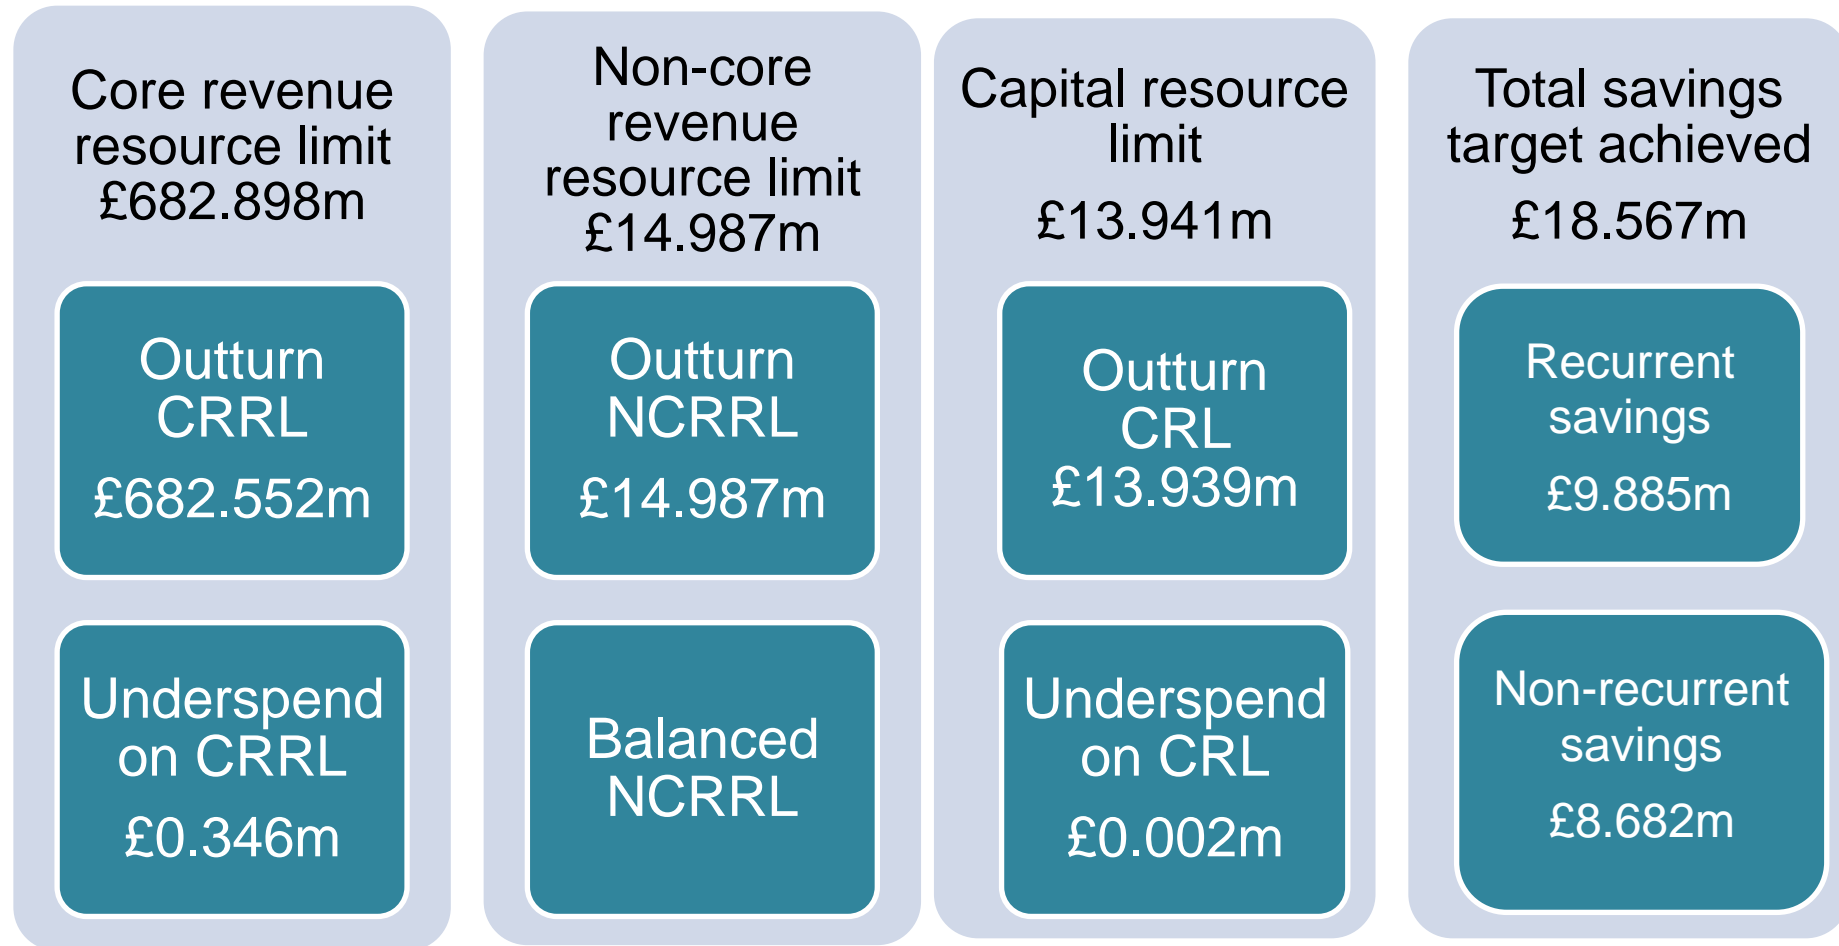 Core revenue
resource limit
£682.898m
Outturn
CRRL
£682.552m
Underspend
on CRRL
£0.346m
Non-core
revenue
resource limit
£14.987m
Outturn
NCRRL
£14.987m
Balanced
NCRRL
Capital resource
limit
£13.941m
Outturn
CRL
£13.939m
Underspend
on CRL
£0.002m
Total savings
target achieved
£18.567m
Recurrent
savings
£9.885m
Non-recurrent
savings
£8.682m